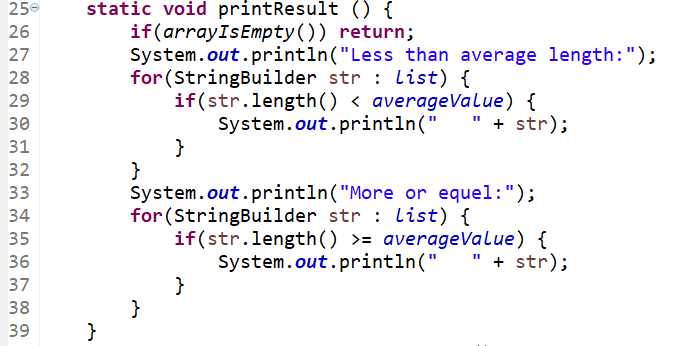 25 static void printResult () {
26 if(arrayIsEmpty()) return;
27 System.out.println("Less than average length:");
28 for(StringBuilder str : list) {
29 if(str.length() < averageValue) {
30 System.out.println("   " + str);
31 }
32 }
33 System.out.println("More or equel:");
34 for(StringBuilder str : list) {
35 if(str.length() >= averageValue) {
36 System.out.println("   " + str);
37 }
38 }
39 }